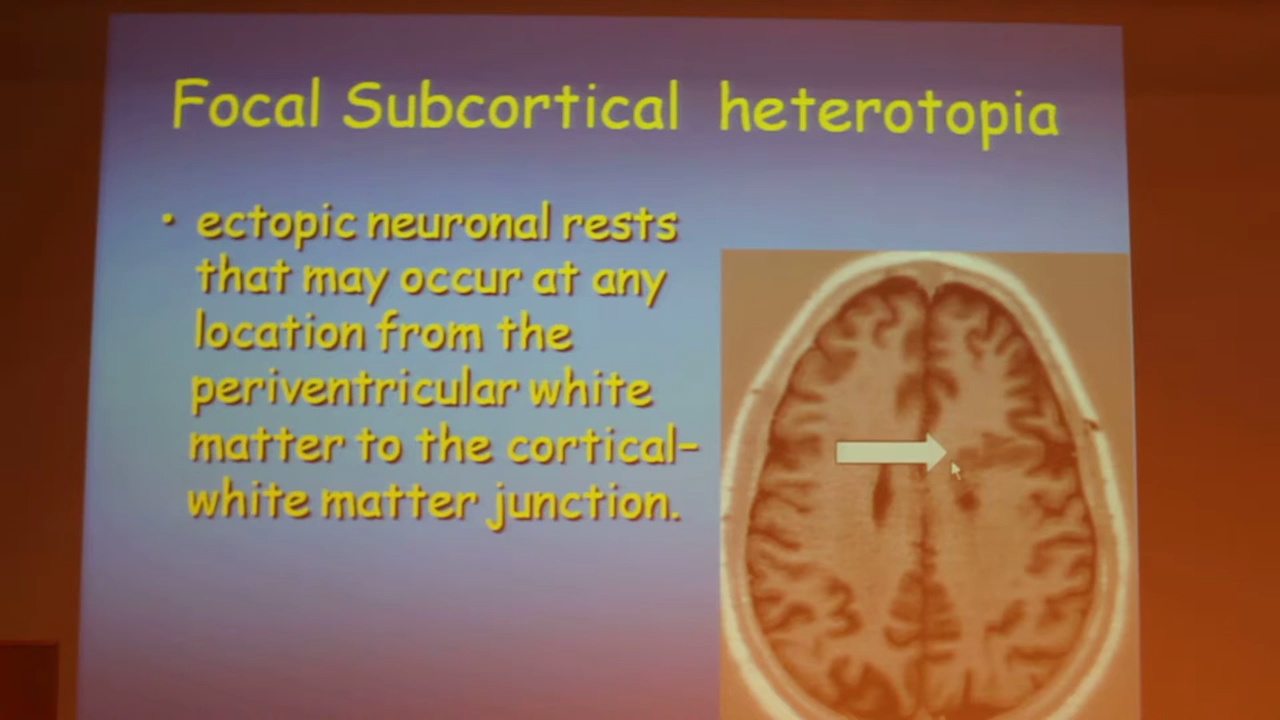 Focal Subcortical heterotopia
• ectopic neuronal rests
that may occur at any
location from the
periventricular white
matter to the cortical-
white matter junction.